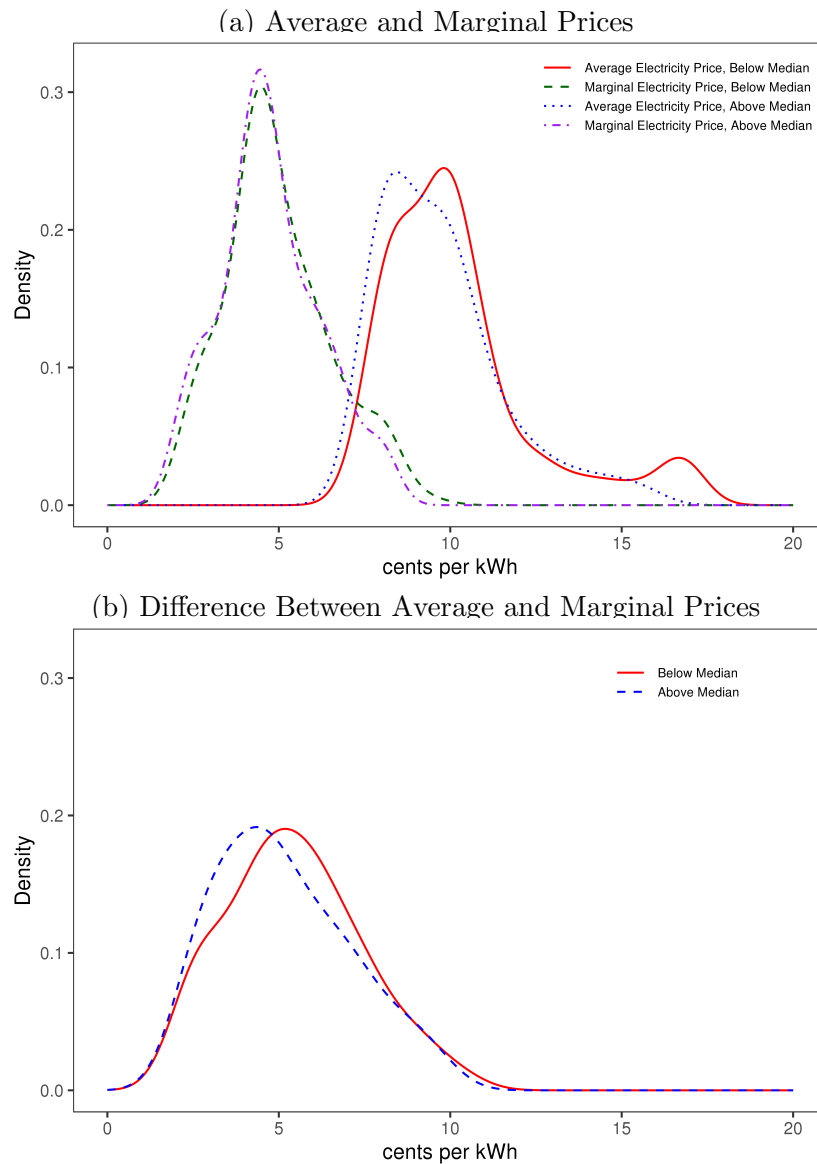 (a) Average and Marginal Prices
Average Electricity Price, Below Median
Marginal Electricity Price, Below Median
Average Electricity Price, Above Median
Marginal Electricity Price, Above Median
0.3
0.2
0.1
0.0
Density
0 5 10 15 20
cents per kWh
(b) Difference Between Average and Marginal Prices
Below Median
Above Median
0.3
0.2
0.1
0.0
Density
0 5 10 15 20
cents per kWh